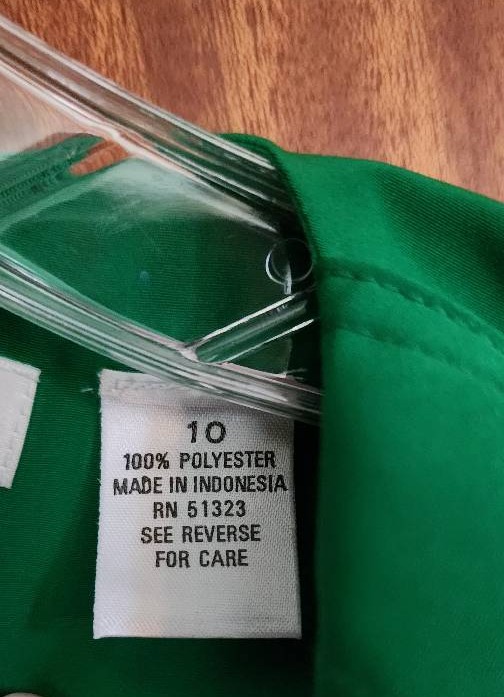 10
100% POLYESTER
MADE IN INDONESIA
RN 51323
SEE REVERSE
FOR CARE